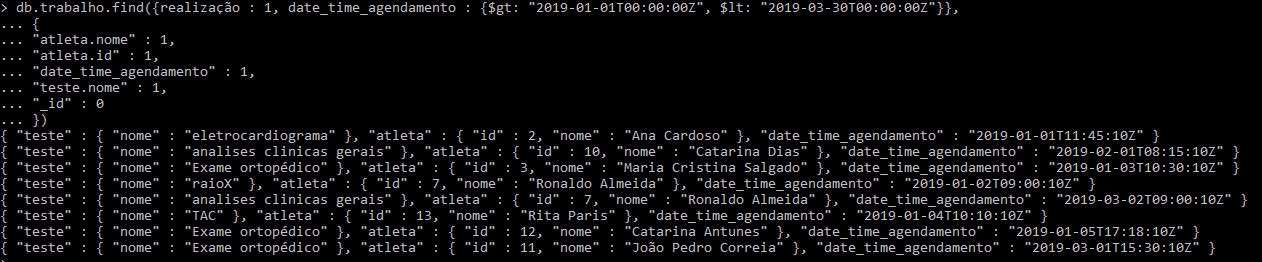 > db.trabalho.find({realização : 1, date_time_agendamento : {$gt: "2019-01-01T00:00:00Z", $lt: "2019-03-30T00:00:00Z"}},
... {
... "atleta.nome" : 1,
... "atleta.id" : 1,
... "date_time_agendamento" : 1,
... "teste.nome" : 1,
... "_id" : 0
... })
{ "teste" : { "nome" : "eletrocardiograma" }, "atleta" : { "id" : 2, "nome" : "Ana Cardoso" }, "date_time_agendamento" : "2019-01-01T11:45:10Z" }
{ "teste" : { "nome" : "analises clinicas gerais" }, "atleta" : { "id" : 10, "nome" : "Catarina Dias" }, "date_time_agendamento" : "2019-02-01T08:15:10Z" }
{ "teste" : { "nome" : "Exame ortopédico" }, "atleta" : { "id" : 3, "nome" : "Maria Cristina Salgado" }, "date_time_agendamento" : "2019-01-03T10:30:10Z" }
{ "teste" : { "nome" : "raioX" }, "atleta" : { "id" : 7, "nome" : "Ronaldo Almeida" }, "date_time_agendamento" : "2019-01-02T09:00:10Z" }
{ "teste" : { "nome" : "analises clinicas gerais" }, "atleta" : { "id" : 7, "nome" : "Ronaldo Almeida" }, "date_time_agendamento" : "2019-03-02T09:00:10Z" }
{ "teste" : { "nome" : "TAC" }, "atleta" : { "id" : 13, "nome" : "Rita Paris" }, "date_time_agendamento" : "2019-01-04T10:10:10Z" }
{ "teste" : { "nome" : "Exame ortopédico" }, "atleta" : { "id" : 12, "nome" : "Catarina Antunes" }, "date_time_agendamento" : "2019-01-05T17:18:10Z" }
{ "teste" : { "nome" : "Exame ortopédico" }, "atleta" : { "id" : 11, "nome" : "João Pedro Correia" }, "date_time_agendamento" : "2019-03-01T15:30:10Z" }